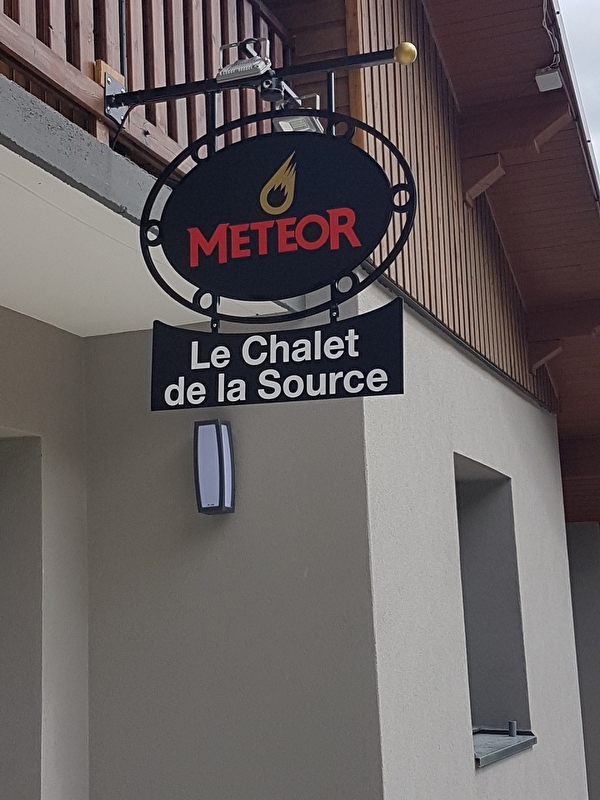 METEOR
Le Chalet
de la Source